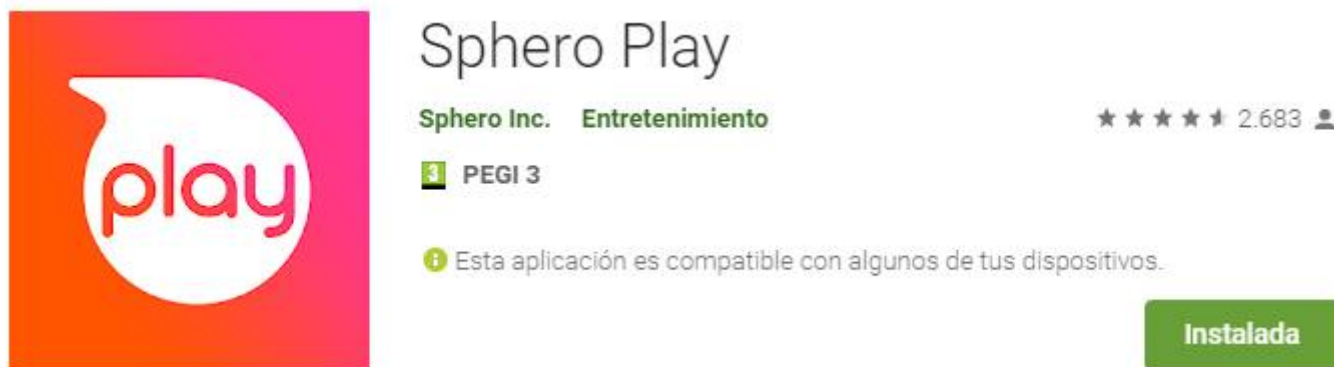 play
Sphero Play
Sphero Inc. Entretenimiento 2.683
3 PEGI 3
Esta aplicación es compatible con algunos de tus dispositivos.
Instalada